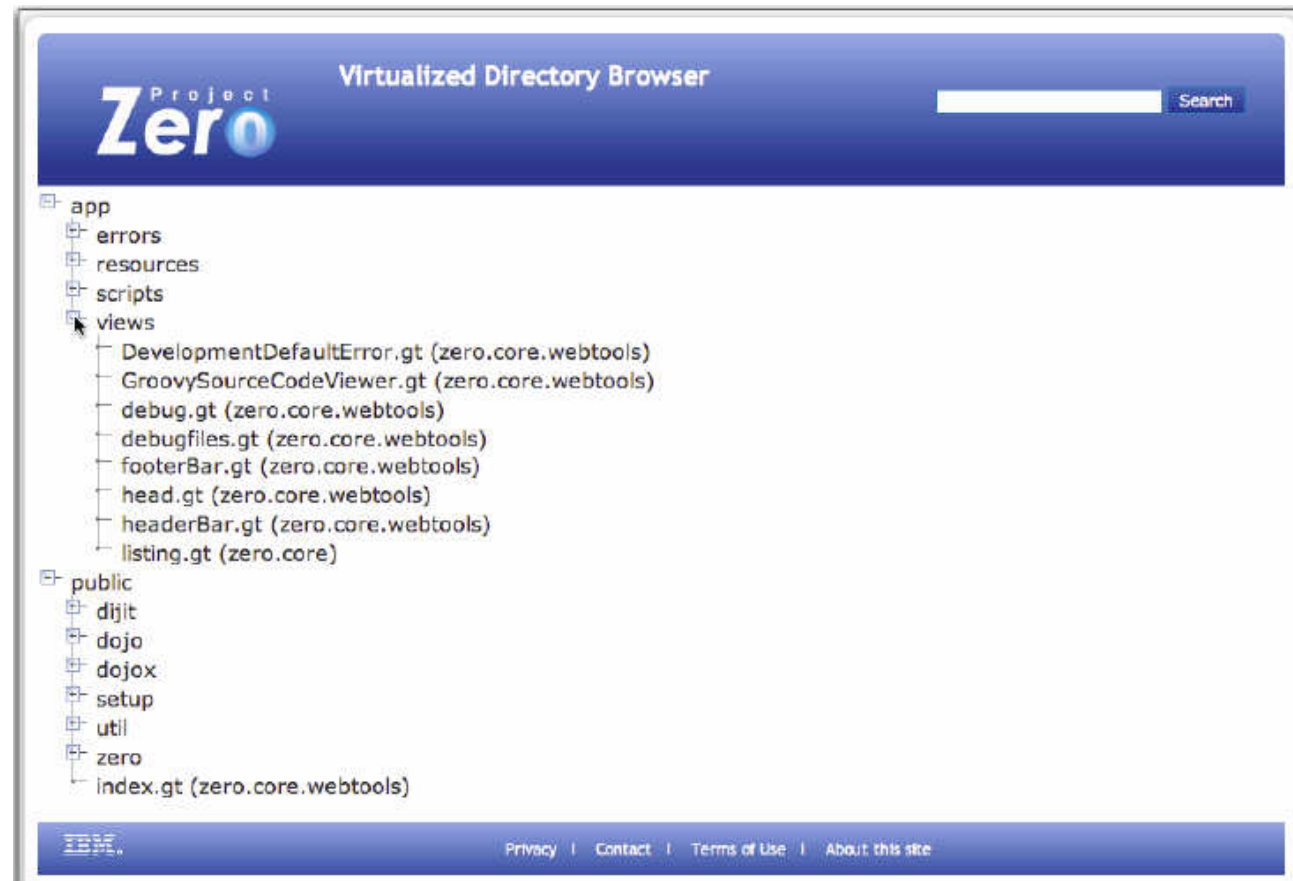 Project
Zero
Virtualized Directory Browser
Search
app
errors
resources
scripts
views
DevelopmentDefaultError.gt (zero.core.webtools)
GroovySourceCodeViewer.gt (zero.core.webtools)
debug.gt (zero.core.webtools)
debugfiles.gt (zero.core.webtools)
footerBar.gt (zero.core.webtools)
head.gt (zero.core.webtools)
headerBar.gt (zero.core.webtools)
listing.gt (zero.core)
public
dijit
dojo
dojox
setup
util
zero
index.gt (zero.core.webtools)
IBM. Privacy | Contact | Terms of Use | About this site